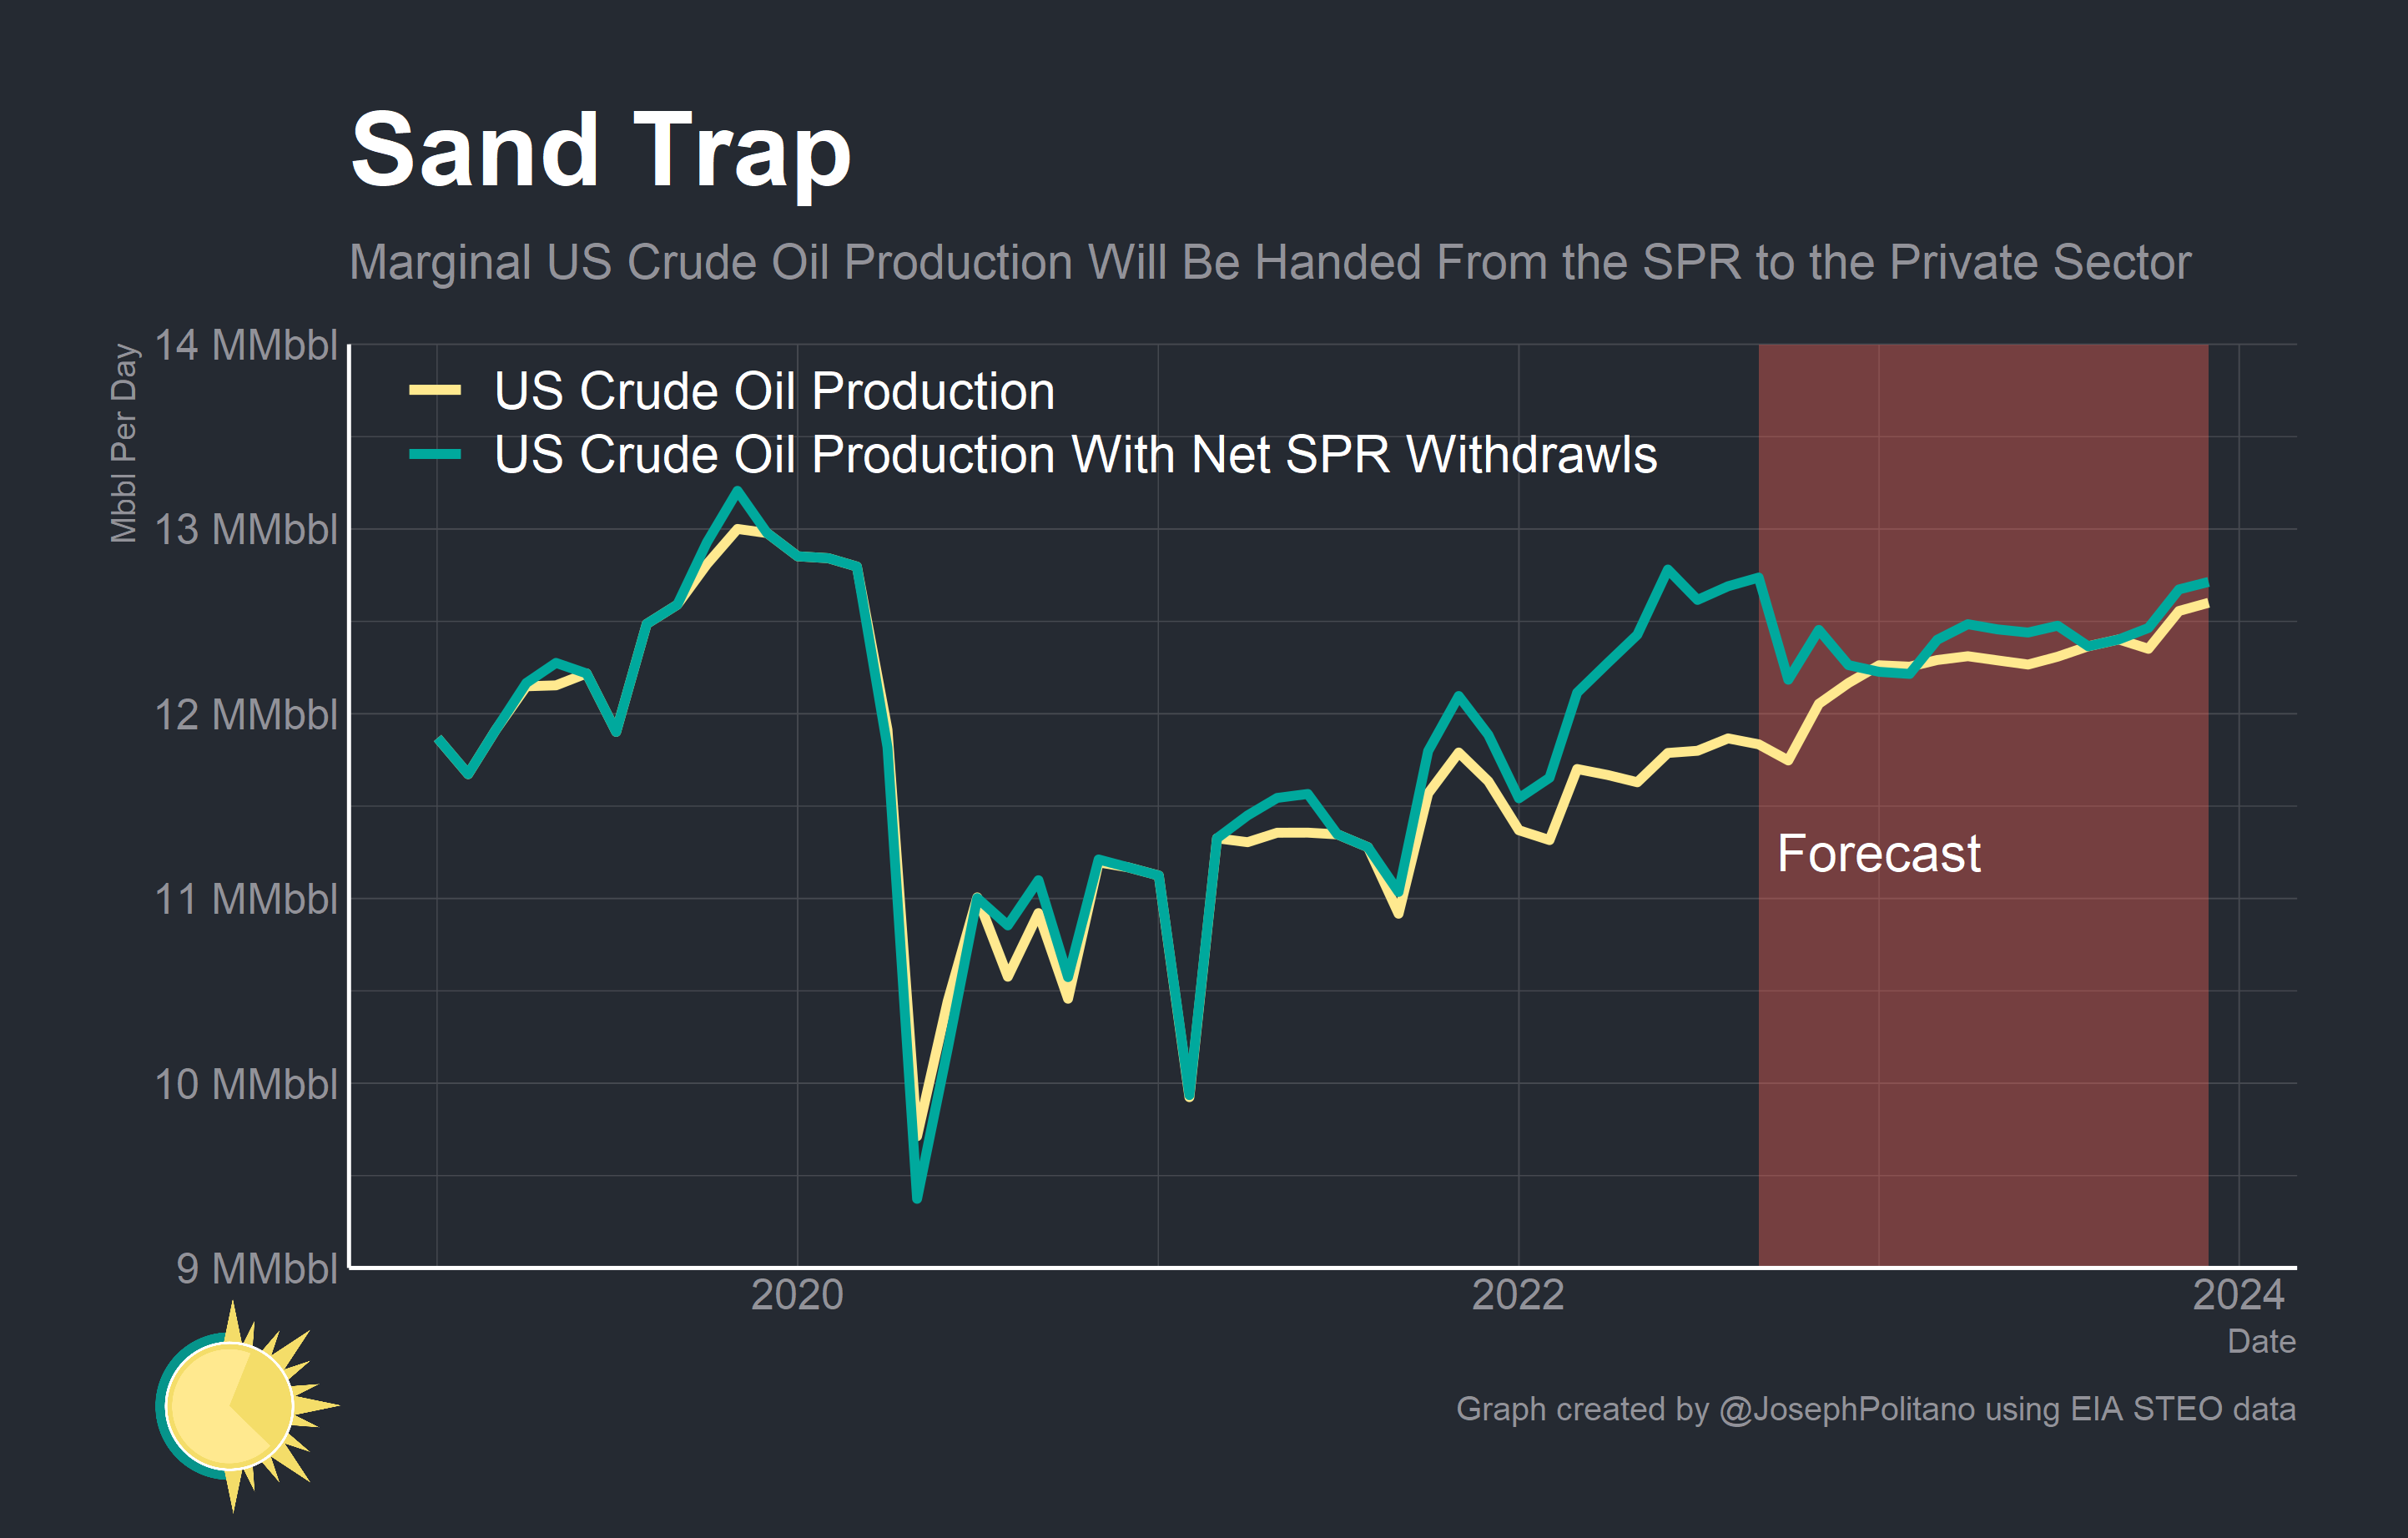 Sand Trap
Marginal US Crude Oil Production Will Be Handed From the SPR to the Private Sector
Mbbl Per Day
14 MMbbl
13 MMbbl
12 MMbbl
11 MMbbl
10 MMbbl
9 MMbbl
US Crude Oil Production
US Crude Oil Production With Net SPR Withdrawls
Forecast
2020
2022
2024
Date
Graph created by @JosephPolitano using EIA STEO data